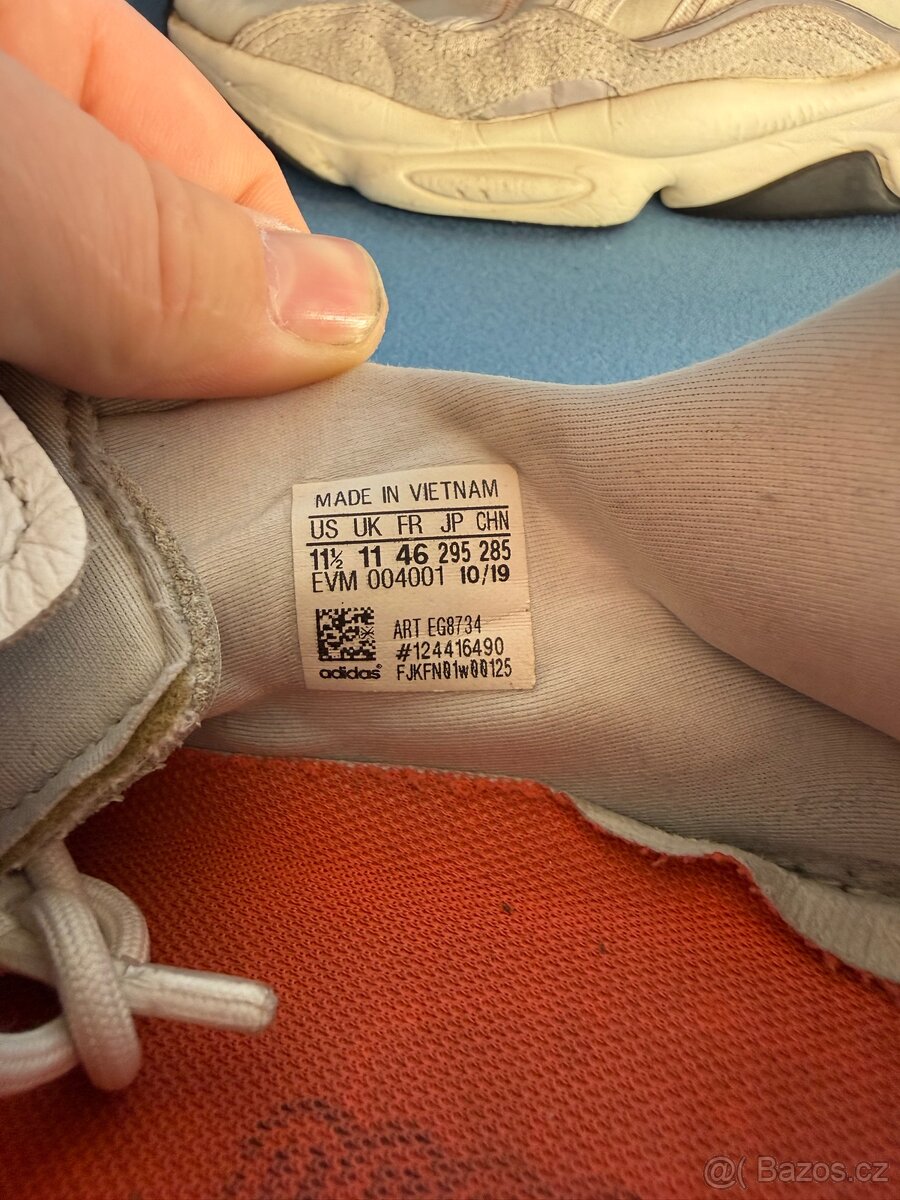 MADE IN VIETNAM
US UK FR JP CHN
11½ 11 46 295 285
EVM 004001 10/19
ART EG8734
#124416490
adidas® FJKFN01w00125
@( Bazos.cz